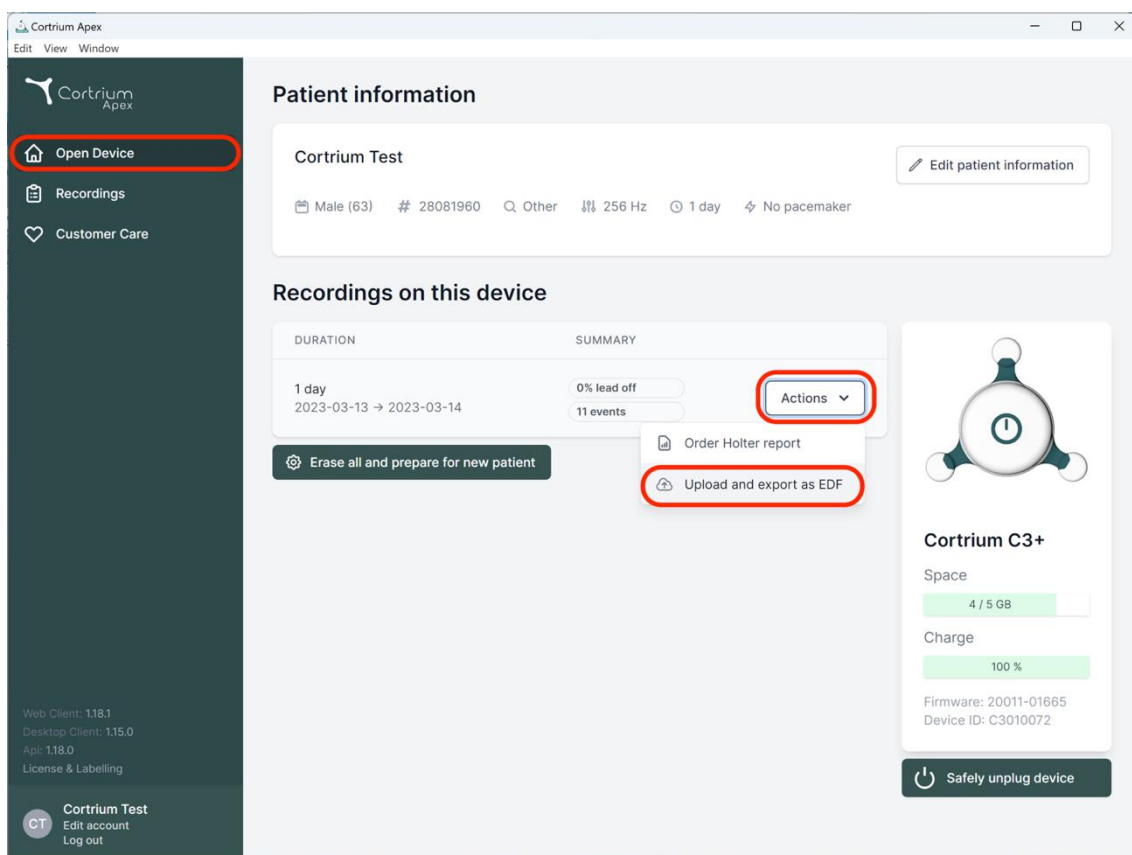 Cortrium Apex
Edit View Window
Cortrium
Apex
Open Device
Recordings
Customer Care
Patient information
Cortrium Test
Edit patient information
Male (63) # 28081960 Other 256 Hz 1 day No pacemaker
Recordings on this device
DURATION SUMMARY
1 day
2023-03-13 → 2023-03-14
0% lead off
11 events
Actions
Order Holter report
Upload and export as EDF
Erase all and prepare for new patient
Cortrium C3+
Space
4 / 5 GB
Charge
100 %
Firmware: 20011-01665
Device ID: C3010072
Safely unplug device
Web Client: 1.18.1
Desktop Client: 1.15.0
Api: 1.18.0
License & Labelling
CT
Cortrium Test
Edit account
Log out